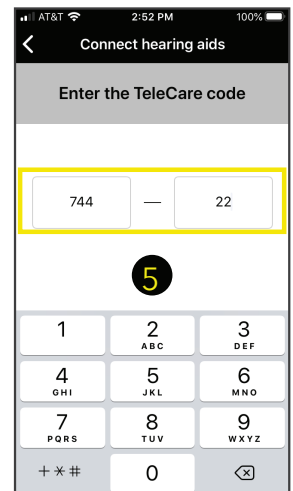 AT&T 2:52 PM 100%
Connect hearing aids
Enter the TeleCare code
744 — 22
5
1 2 3
ABC DEF
4 5 6
GHI JKL MNO
7 8 9
PQRS TUV WXYZ
+*# 0